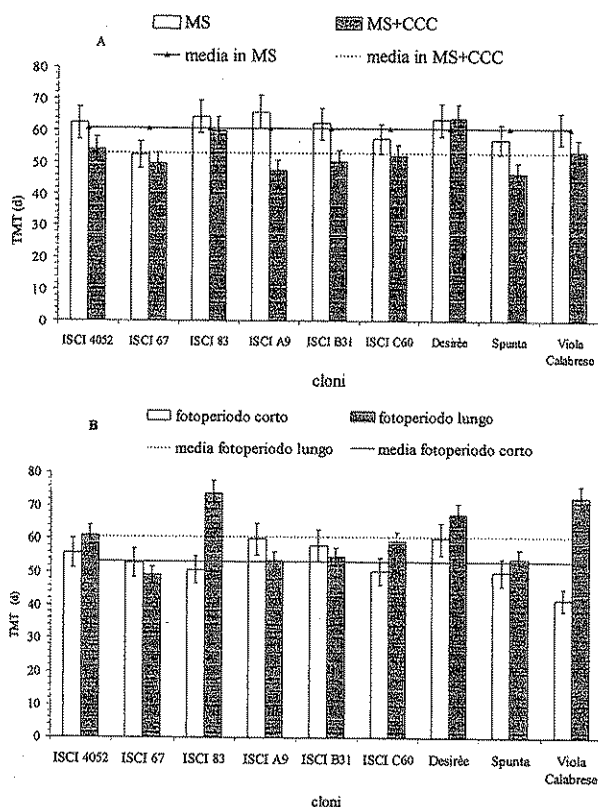 MS MS+CCC
A
media in MS media in MS+CCC
80
70
60
50
40
30
20
10
0
TMT (d)
ISCI 4052 ISCI 67 ISCI 83 ISCI A9 ISCI B31 ISCI C60 Desirèe Spunta Viola Calabrese
cloni
fotoperiodo corto fotoperiodo lungo
B
media fotoperiodo lungo media fotoperiodo corto
80
70
60
50
40
30
20
10
0
TMT (d)
ISCI 4052 ISCI 67 ISCI 83 ISCI A9 ISCI B31 ISCI C60 Desirèe Spunta Viola Calabrese
cloni